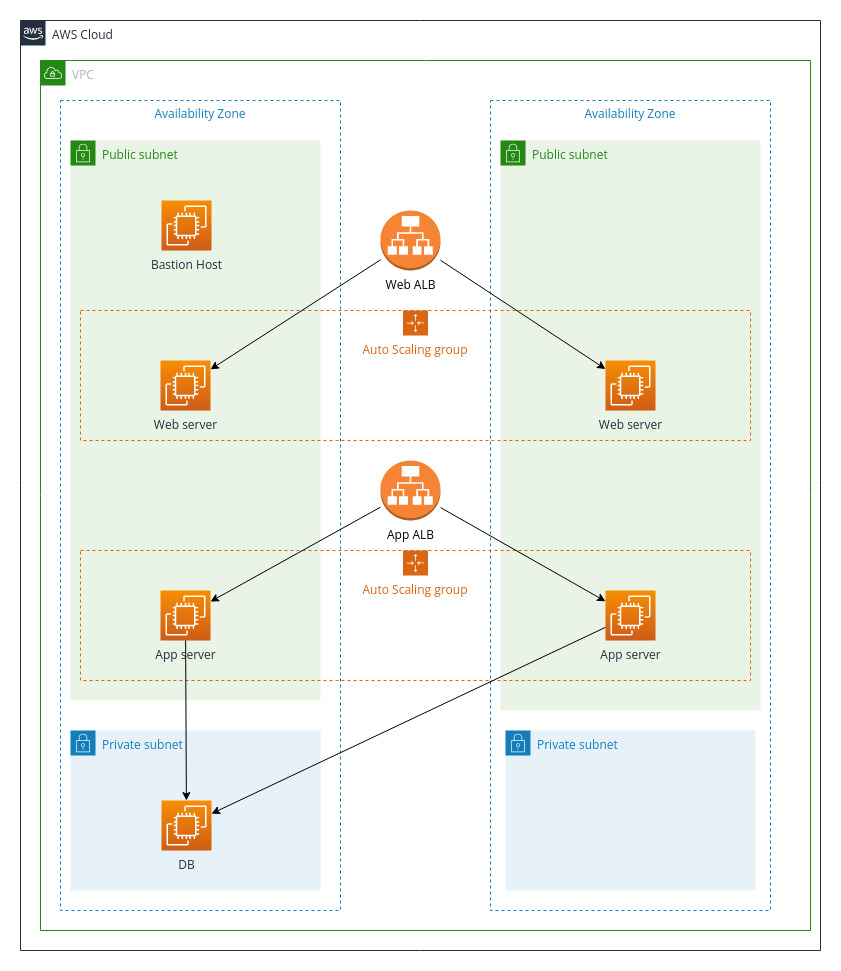 aws
AWS Cloud
VPC
Availability Zone
Availability Zone
Public subnet
Public subnet
Bastion Host
Web ALB
Auto Scaling group
Web server
Web server
App ALB
Auto Scaling group
App server
App server
Private subnet
Private subnet
DB